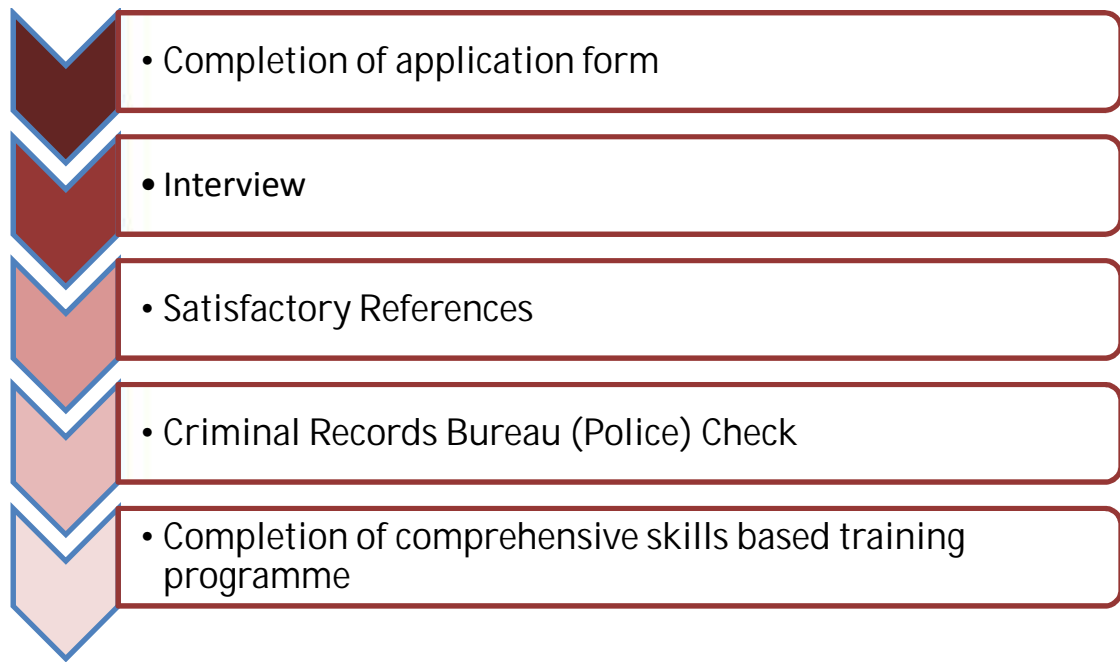 • Completion of application form
• Interview
• Satisfactory References
• Criminal Records Bureau (Police) Check
• Completion of comprehensive skills based training
programme